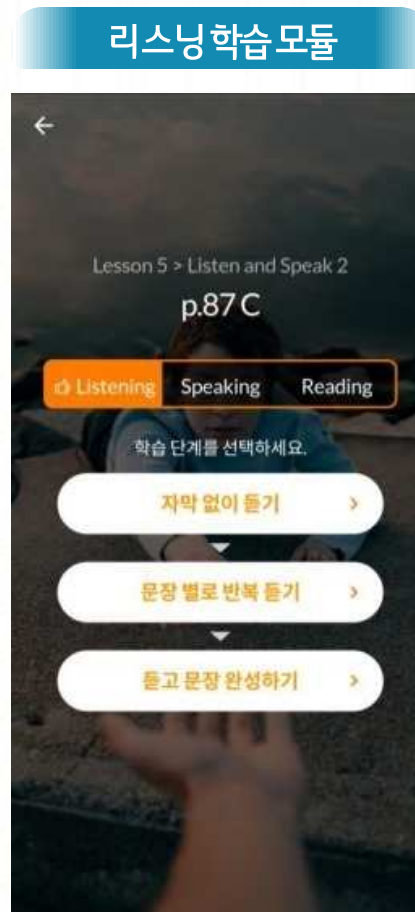 리스닝 학습 모듈
Lesson 5 > Listen and Speak 2
p.87 C
Listening Speaking Reading
학습 단계를 선택하세요.
자막 없이 듣기
문장 별로 반복 듣기
듣고 문장 완성하기